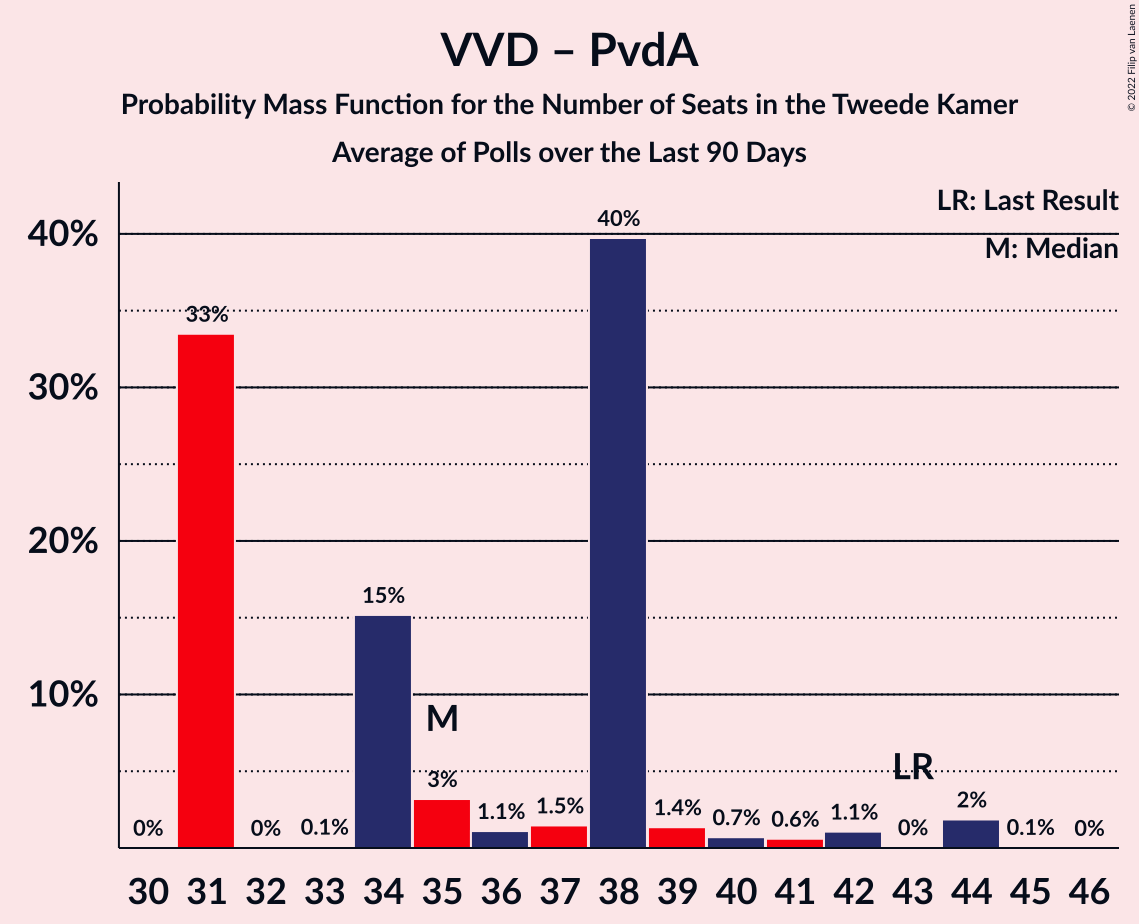 VVD – PvdA
Probability Mass Function for the Number of Seats in the Tweede Kamer
Average of Polls over the Last 90 Days
© 2022 Filip van Laenen
LR: Last Result
M: Median
40%
30%
20%
10%
0%
33%
0%
0.1%
15%
3%
1.1%
1.5%
40%
1.4%
0.7%
0.6%
1.1%
0%
2%
0.1%
0%
M
LR
30 31 32 33 34 35 36 37 38 39 40 41 42 43 44 45 46